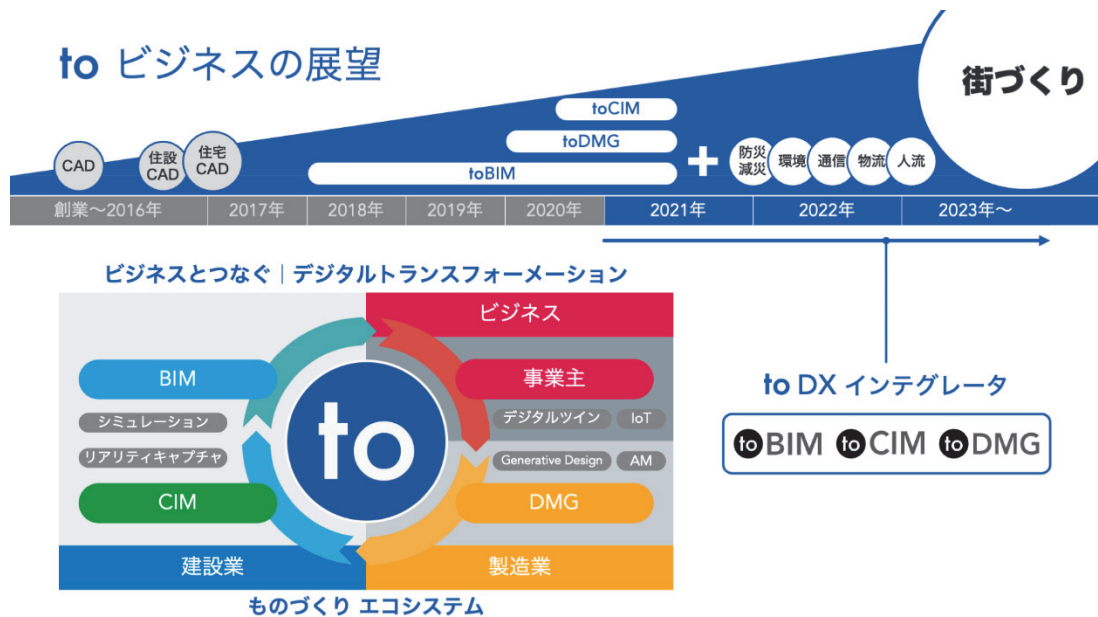 to ビジネスの展望
街づくり
toCIM
toDMG
toBIM
CAD
住設
CAD
住宅
CAD
+
防災
減災
環境
通信
物流
人流
創業～2016年
2017年
2018年
2019年
2020年
2021年
2022年
2023年～
ビジネスとつなぐ｜デジタルトランスフォーメーション
ビジネス
BIM
事業主
シミュレーション
デジタルツイン
IoT
to
リアリティキャプチャ
Generative Design
AM
CIM
DMG
建設業
製造業
ものづくり エコシステム
to DX インテグレータ
toBIM toCIM toDMG